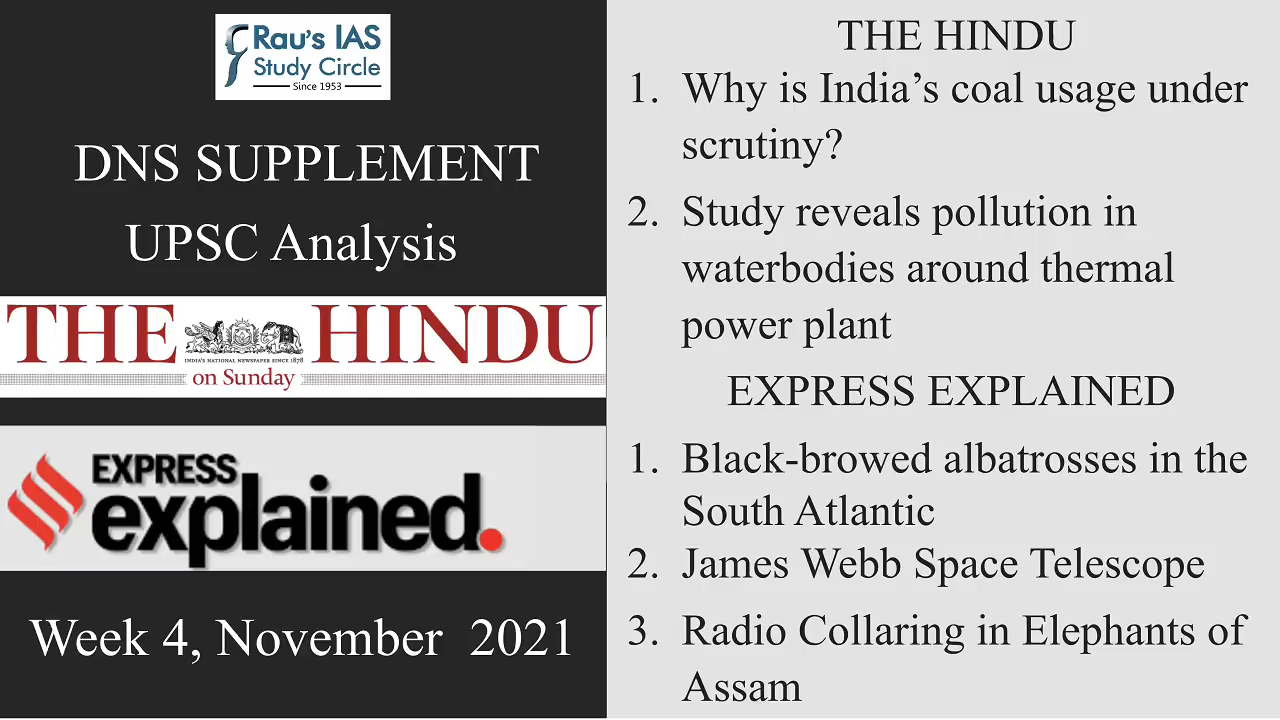 Rau's IAS
Study Circle
Since 1953
DNS SUPPLEMENT
UPSC Analysis
THE HINDU
INDIA'S NATIONAL NEWSPAPER SINCE 1878
on Sunday
EXPRESS
explained.
Week 4, November 2021
THE HINDU
1. Why is India’s coal usage under
scrutiny?
2. Study reveals pollution in
waterbodies around thermal
power plant
EXPRESS EXPLAINED
1. Black-browed albatrosses in the
South Atlantic
2. James Webb Space Telescope
3. Radio Collaring in Elephants of
Assam